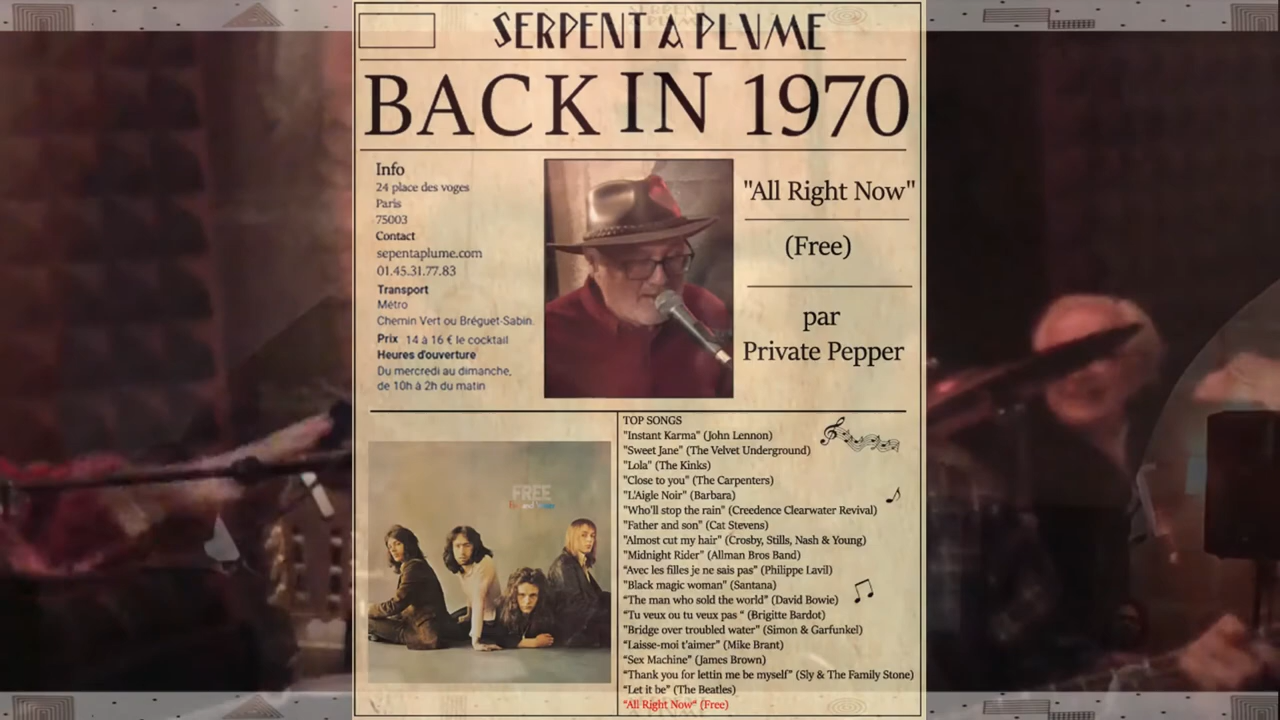 SERPENT A PLUME
BACK IN 1970
Info
24 place des voges
Paris
75003
Contact
sepentaplume.com
01.45.31.77.83
Transport
Métro
Chemin Vert ou Bréguet-Sabin.
Prix 14 à 16 € le cocktail
Heures d'ouverture
Du mercredi au dimanche,
de 10h à 2h du matin
"All Right Now"
(Free)
par
Private Pepper
FREE
Fire and Water
TOP SONGS
"Instant Karma" (John Lennon)
"Sweet Jane" (The Velvet Underground)
"Lola" (The Kinks)
"Close to you" (The Carpenters)
"L'Aigle Noir" (Barbara)
"Who'll stop the rain" (Creedence Clearwater Revival)
"Father and son" (Cat Stevens)
"Almost cut my hair" (Crosby, Stills, Nash & Young)
"Midnight Rider" (Allman Bros Band)
“Avec les filles je ne sais pas” (Philippe Lavil)
"Black magic woman" (Santana)
“The man who sold the world” (David Bowie)
“Tu veux ou tu veux pas “ (Brigitte Bardot)
"Bridge over troubled water” (Simon & Garfunkel)
“Laisse-moi t’aimer” (Mike Brant)
“Sex Machine” (James Brown)
“Thank you for lettin me be myself” (Sly & The Family Stone)
“Let it be” (The Beatles)
“All Right Now” (Free)